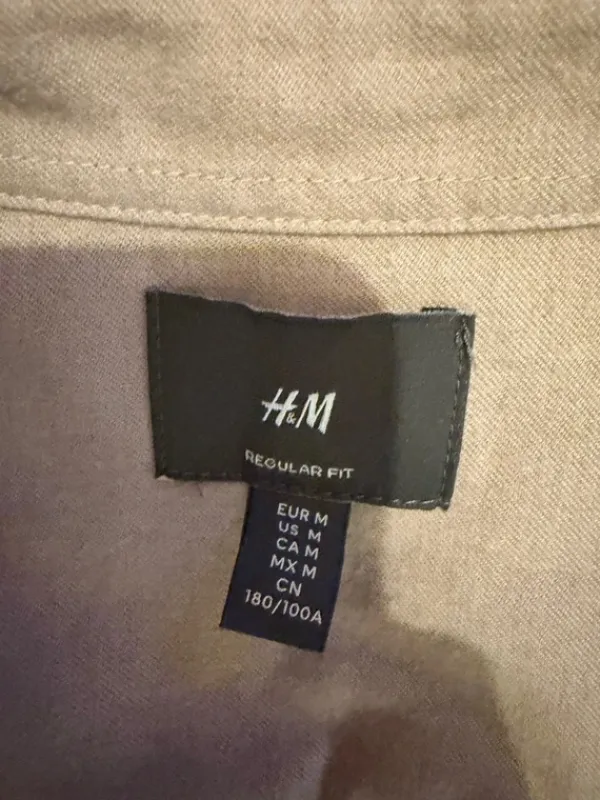 H&M
REGULAR FIT
EUR M
US M
CA M
MX M
CN
180/100A